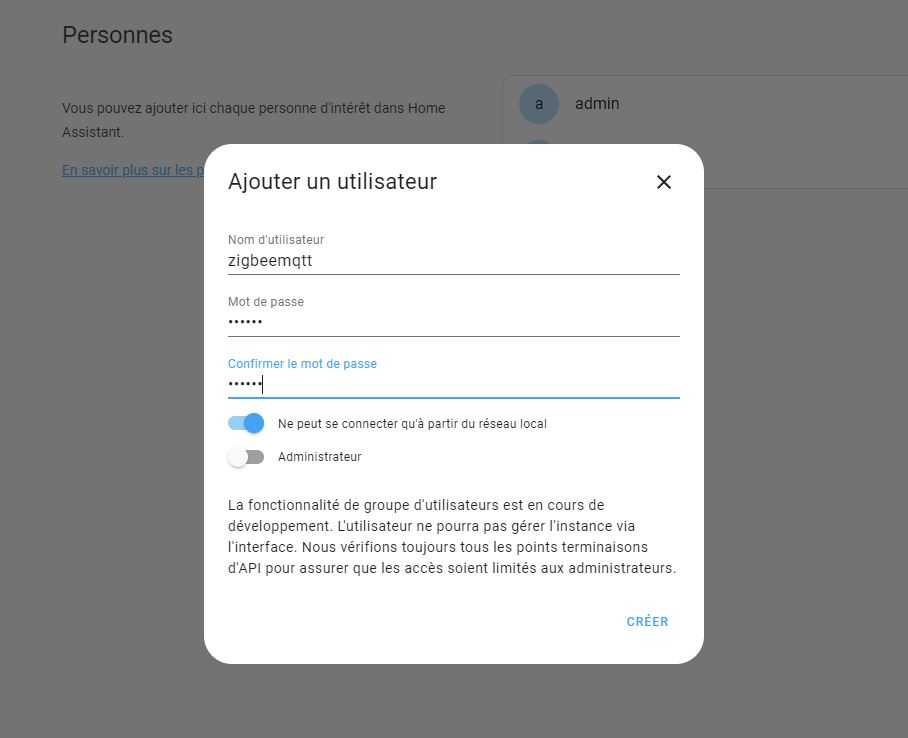 Personnes
Vous pouvez ajouter ici chaque personne d'intérêt dans Home
Assistant.
En savoir plus sur les p
a
admin
Ajouter un utilisateur
Nom d'utilisateur
zigbeemqtt
Mot de passe
••••••
Confirmer le mot de passe
••••••
Ne peut se connecter qu'à partir du réseau local
Administrateur
La fonctionnalité de groupe d'utilisateurs est en cours de
développement. L'utilisateur ne pourra pas gérer l'instance via
l'interface. Nous vérifions toujours tous les points terminaisons
d'API pour assurer que les accès soient limités aux administrateurs.
CRÉER